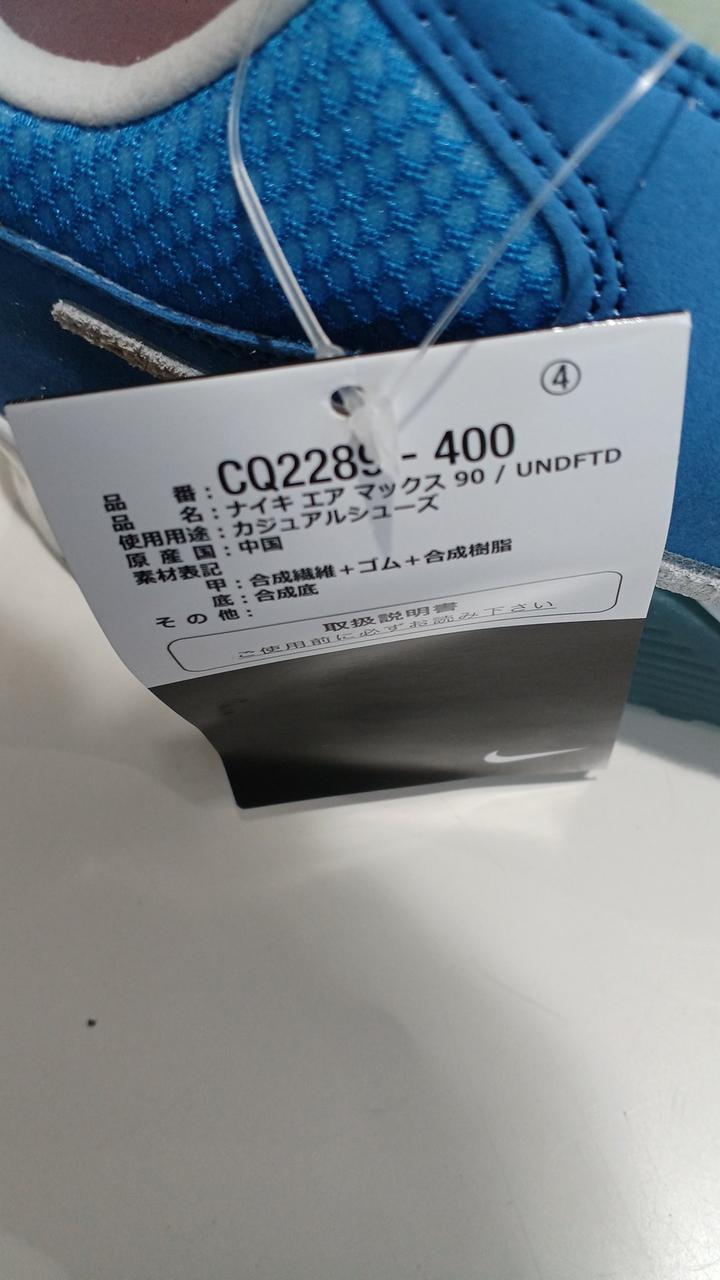 ④
品番：CQ2289 - 400
品名：ナイキ エア マックス 90 / UNDFTD
使用用途：カジュアルシューズ
原産国：中国
素材表記
甲：合成繊維＋ゴム＋合成樹脂
底：合成底
その他：
取扱説明書
ご使用前に必ずお読み下さい